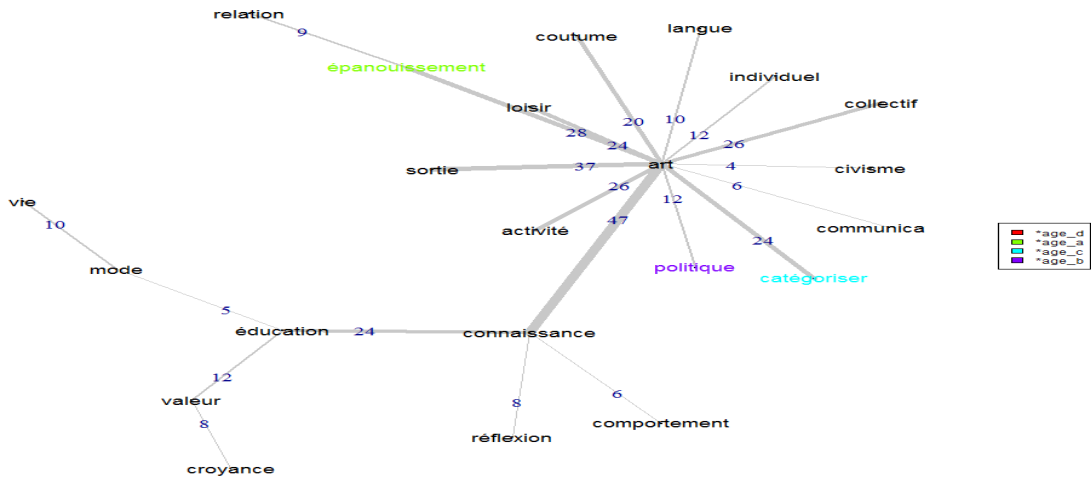 relation
9
coutume
langue
épanouissement
individuel
loisir
collectif
28
20
10
12
24
26
sortie
37
art
4
civisme
26
12
6
vie
10
47
activité
communica
24
mode
politique
catégoriser
*age_d
*age_a
*age_c
*age_b
5
éducation
24
connaissance
12
valeur
8
6
8
réflexion
comportement
croyance